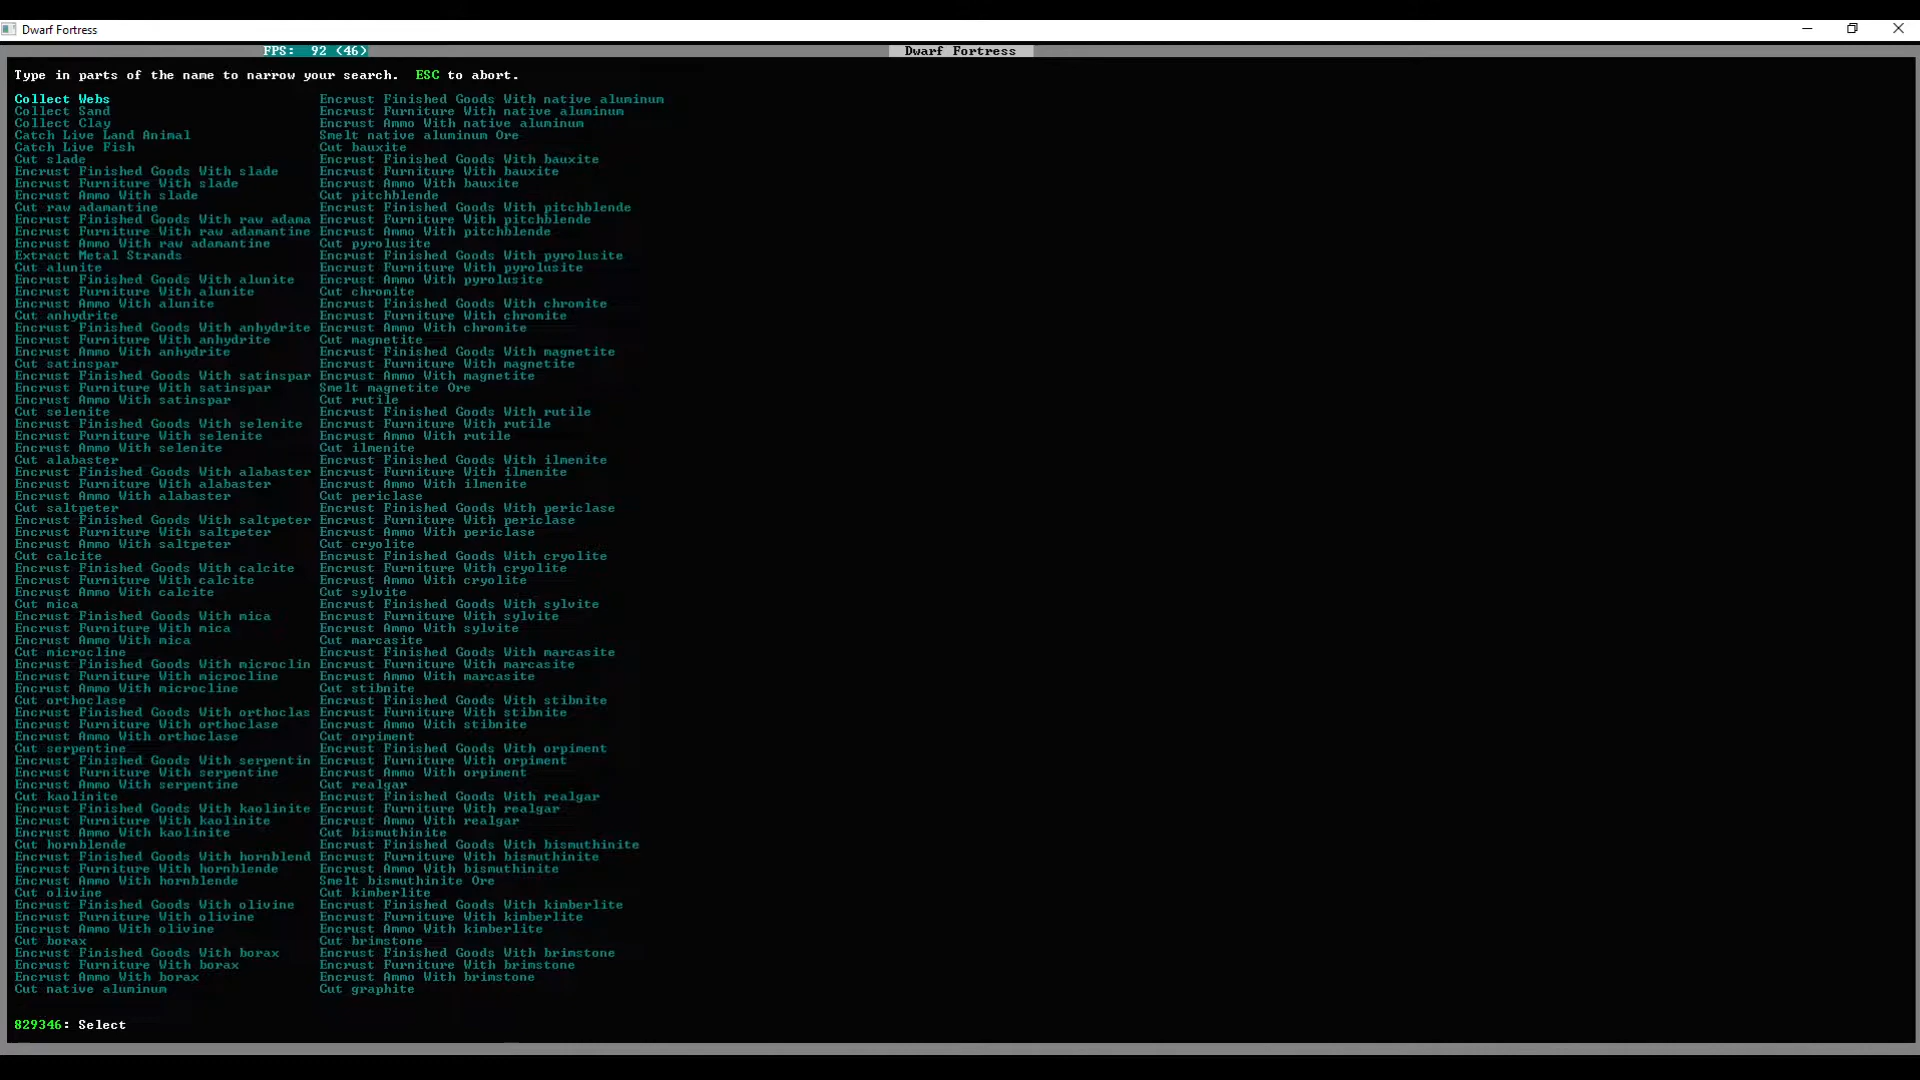 Dwarf Fortress
FPS:  92 (46)
Dwarf Fortress
Type in parts of the name to narrow your search.  ESC to abort.
Collect Webs
Collect Sand
Collect Clay
Catch Live Land Animal
Catch Live Fish
Cut slade
Encrust Finished Goods With slade
Encrust Furniture With slade
Encrust Ammo With slade
Cut raw adamantine
Encrust Finished Goods With raw adama
Encrust Furniture With raw adamantine
Encrust Ammo With raw adamantine
Extract Metal Strands
Cut alunite
Encrust Finished Goods With alunite
Encrust Furniture With alunite
Encrust Ammo With alunite
Cut anhydrite
Encrust Finished Goods With anhydrite
Encrust Furniture With anhydrite
Encrust Ammo With anhydrite
Cut satinspar
Encrust Finished Goods With satinspar
Encrust Furniture With satinspar
Encrust Ammo With satinspar
Cut selenite
Encrust Finished Goods With selenite
Encrust Furniture With selenite
Encrust Ammo With selenite
Cut alabaster
Encrust Finished Goods With alabaster
Encrust Furniture With alabaster
Encrust Ammo With alabaster
Cut saltpeter
Encrust Finished Goods With saltpeter
Encrust Furniture With saltpeter
Encrust Ammo With saltpeter
Cut calcite
Encrust Finished Goods With calcite
Encrust Furniture With calcite
Encrust Ammo With calcite
Cut mica
Encrust Finished Goods With mica
Encrust Furniture With mica
Encrust Ammo With mica
Cut microcline
Encrust Finished Goods With microclin
Encrust Furniture With microcline
Encrust Ammo With microcline
Cut orthoclase
Encrust Finished Goods With orthoclas
Encrust Furniture With orthoclase
Encrust Ammo With orthoclase
Cut serpentine
Encrust Finished Goods With serpentin
Encrust Furniture With serpentine
Encrust Ammo With serpentine
Cut kaolinite
Encrust Finished Goods With kaolinite
Encrust Furniture With kaolinite
Encrust Ammo With kaolinite
Cut hornblende
Encrust Finished Goods With hornblend
Encrust Furniture With hornblende
Encrust Ammo With hornblende
Cut olivine
Encrust Finished Goods With olivine
Encrust Furniture With olivine
Encrust Ammo With olivine
Cut borax
Encrust Finished Goods With borax
Encrust Furniture With borax
Encrust Ammo With borax
Cut native aluminum
Encrust Finished Goods With native aluminum
Encrust Furniture With native aluminum
Encrust Ammo With native aluminum
Smelt native aluminum Ore
Cut bauxite
Encrust Finished Goods With bauxite
Encrust Furniture With bauxite
Encrust Ammo With bauxite
Cut pitchblende
Encrust Finished Goods With pitchblende
Encrust Furniture With pitchblende
Encrust Ammo With pitchblende
Cut pyrolusite
Encrust Finished Goods With pyrolusite
Encrust Furniture With pyrolusite
Encrust Ammo With pyrolusite
Cut chromite
Encrust Finished Goods With chromite
Encrust Furniture With chromite
Encrust Ammo With chromite
Cut magnetite
Encrust Finished Goods With magnetite
Encrust Furniture With magnetite
Encrust Ammo With magnetite
Smelt magnetite Ore
Cut rutile
Encrust Finished Goods With rutile
Encrust Furniture With rutile
Encrust Ammo With rutile
Cut ilmenite
Encrust Finished Goods With ilmenite
Encrust Furniture With ilmenite
Encrust Ammo With ilmenite
Cut periclase
Encrust Finished Goods With periclase
Encrust Furniture With periclase
Encrust Ammo With periclase
Cut cryolite
Encrust Finished Goods With cryolite
Encrust Furniture With cryolite
Encrust Ammo With cryolite
Cut sylvite
Encrust Finished Goods With sylvite
Encrust Furniture With sylvite
Encrust Ammo With sylvite
Cut marcasite
Encrust Finished Goods With marcasite
Encrust Furniture With marcasite
Encrust Ammo With marcasite
Cut stibnite
Encrust Finished Goods With stibnite
Encrust Furniture With stibnite
Encrust Ammo With stibnite
Cut orpiment
Encrust Finished Goods With orpiment
Encrust Furniture With orpiment
Encrust Ammo With orpiment
Cut realgar
Encrust Finished Goods With realgar
Encrust Furniture With realgar
Encrust Ammo With realgar
Cut bismuthinite
Encrust Finished Goods With bismuthinite
Encrust Furniture With bismuthinite
Encrust Ammo With bismuthinite
Smelt bismuthinite Ore
Cut kimberlite
Encrust Finished Goods With kimberlite
Encrust Furniture With kimberlite
Encrust Ammo With kimberlite
Cut brimstone
Encrust Finished Goods With brimstone
Encrust Furniture With brimstone
Encrust Ammo With brimstone
Cut graphite
829346: Select